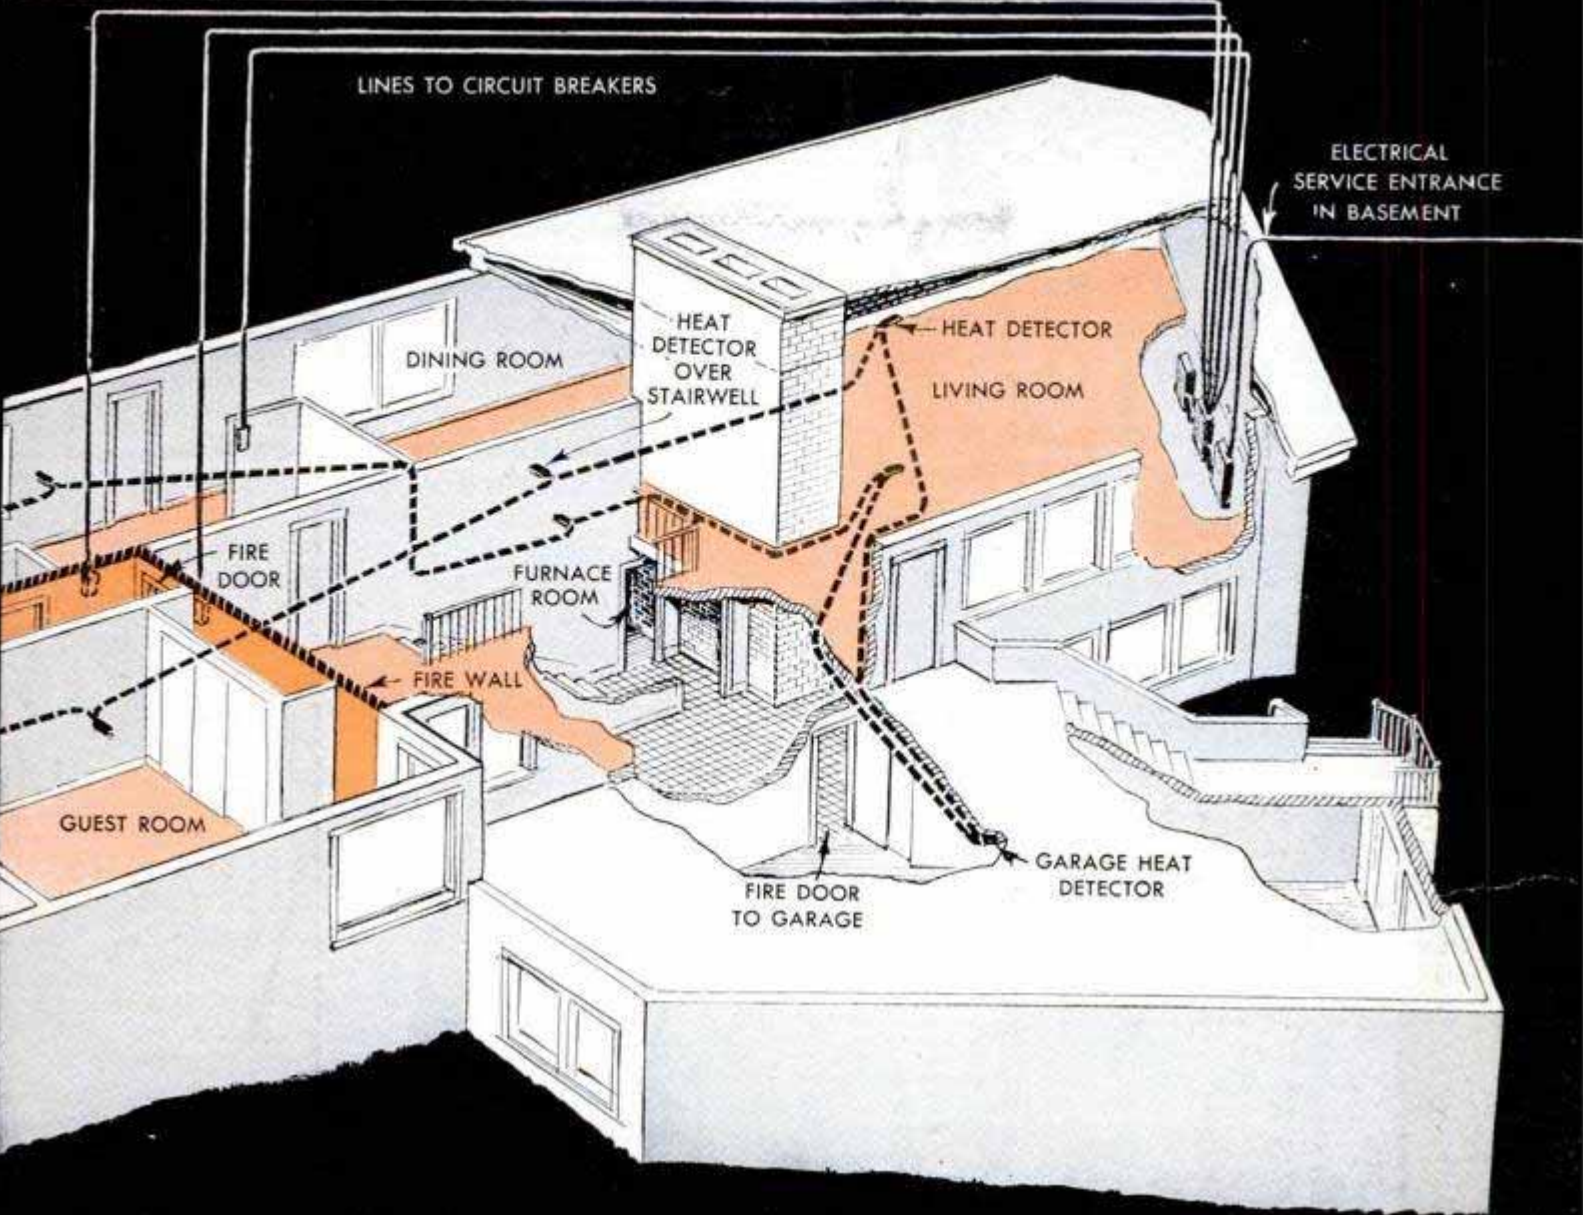 LINES TO CIRCUIT BREAKERS
ELECTRICAL
SERVICE ENTRANCE
IN BASEMENT
HEAT
DETECTOR
OVER
STAIRWELL
HEAT DETECTOR
DINING ROOM
LIVING ROOM
FIRE
DOOR
FURNACE
ROOM
FIRE WALL
GUEST ROOM
FIRE DOOR
TO GARAGE
GARAGE HEAT
DETECTOR